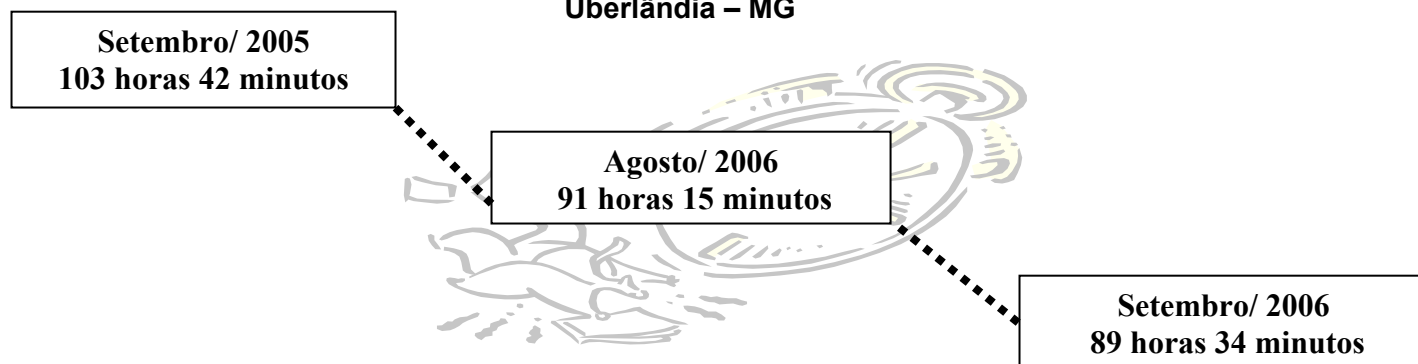 Uberlândia – MG
Setembro/ 2005
103 horas 42 minutos
Agosto/ 2006
91 horas 15 minutos
Setembro/ 2006
89 horas 34 minutos